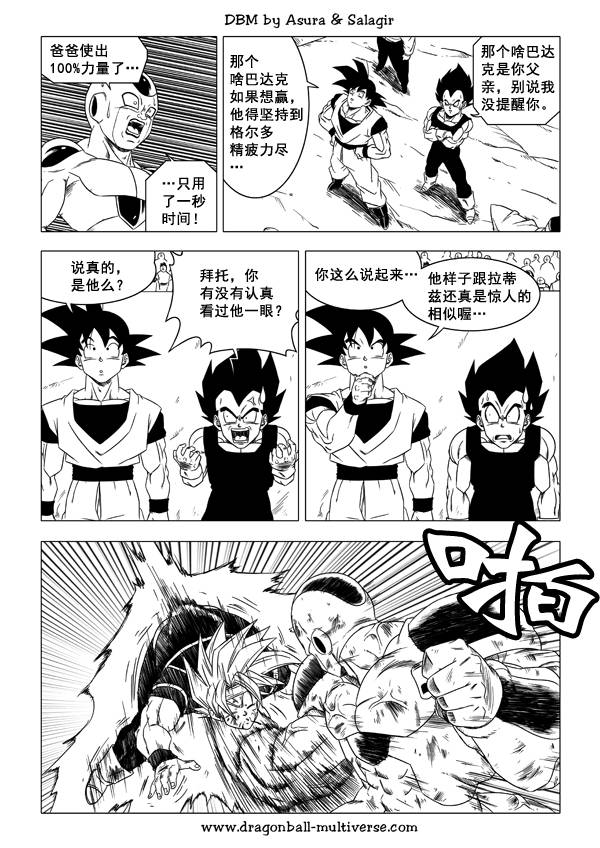 DBM by Asura & Salagir
爸爸使出
100%力量了…
…只用
了一秒
时间！
那个
啥巴达克
如果想赢，
他得坚持到
格尔多
精疲力尽
…
那个啥巴达
克是你父
亲，别说我
没提醒你。
说真的，
是他么？
拜托，你
有没有认真
看过他一眼？
你这么说起来…
他样子跟拉蒂
兹还真是惊人的
相似喔…
啪
www.dragonball-multiverse.com